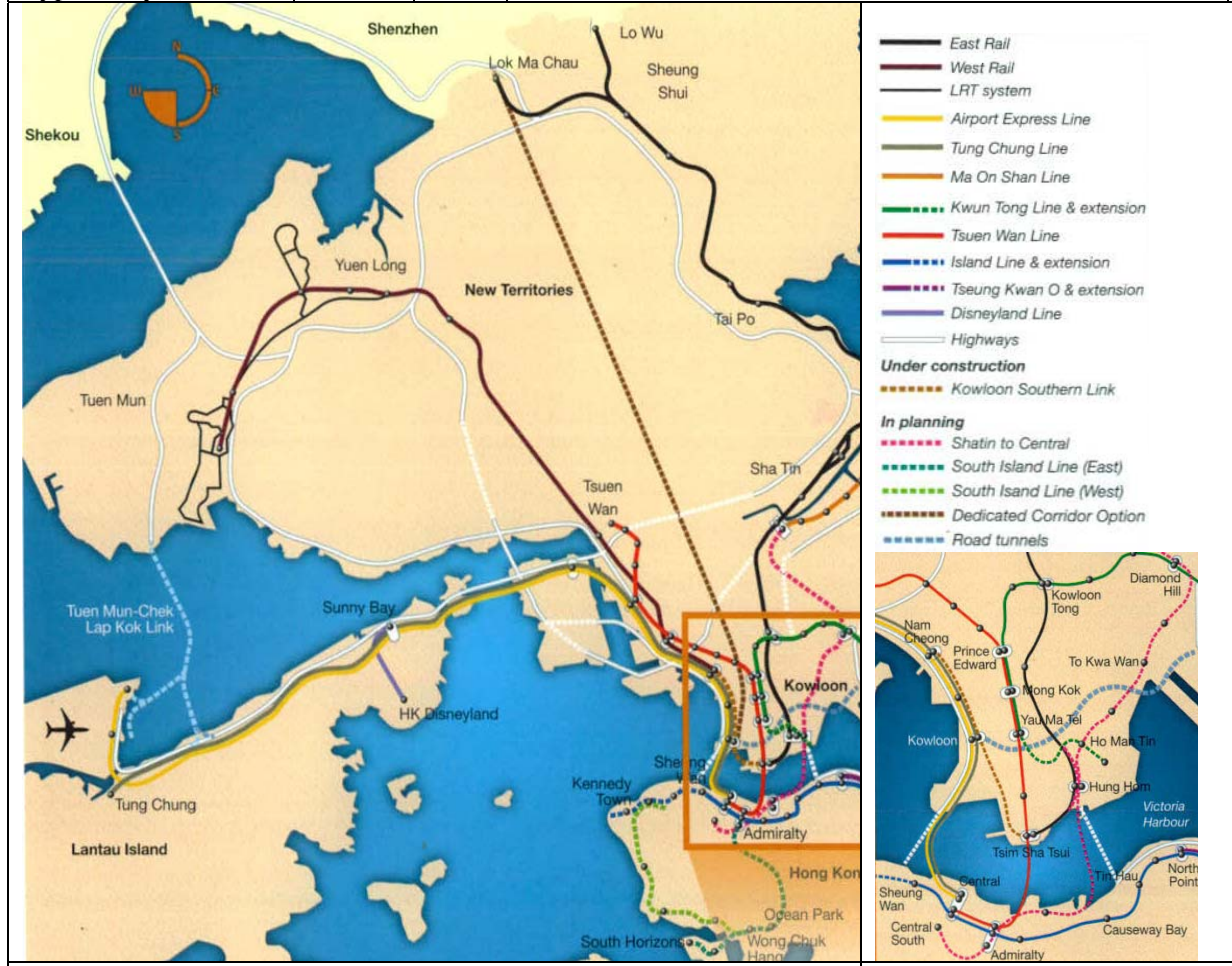 Shenzhen
Lo Wu
Lok Ma Chau
Sheung
Shui
N
W
E
S
Shekou
Yuen Long
New Territories
Tai Po
Tuen Mun
Sha Tin
Tsuen
Wan
Tuen Mun-Chek
Lap Kok Link
Sunny Bay
HK Disneyland
Kowloon
Sheung
Wan
Kennedy
Town
Tung Chung
Admiralty
Lantau Island
Hong Kon
Ocean Park
South Horizons
Wong Chuk
Hang
East Rail
West Rail
LRT system
Airport Express Line
Tung Chung Line
Ma On Shan Line
Kwun Tong Line & extension
Tsuen Wan Line
Island Line & extension
Tseung Kwan O & extension
Disneyland Line
Highways
Under construction
Kowloon Southern Link
In planning
Shatin to Central
South Island Line (East)
South Isand Line (West)
Dedicated Corridor Option
Road tunnels
Diamond
Hill
Kowloon
Tong
Nam
Cheong
Prince
Edward
To Kwa Wan
Mong Kok
Yau Ma Tei
Kowloon
Ho Man Tin
Hung Hom
Victoria
Harbour
Tsim Sha Tsui
Tin Hau
North
Point
Central
Sheung
Wan
Central
South
Causeway Bay
Admiralty